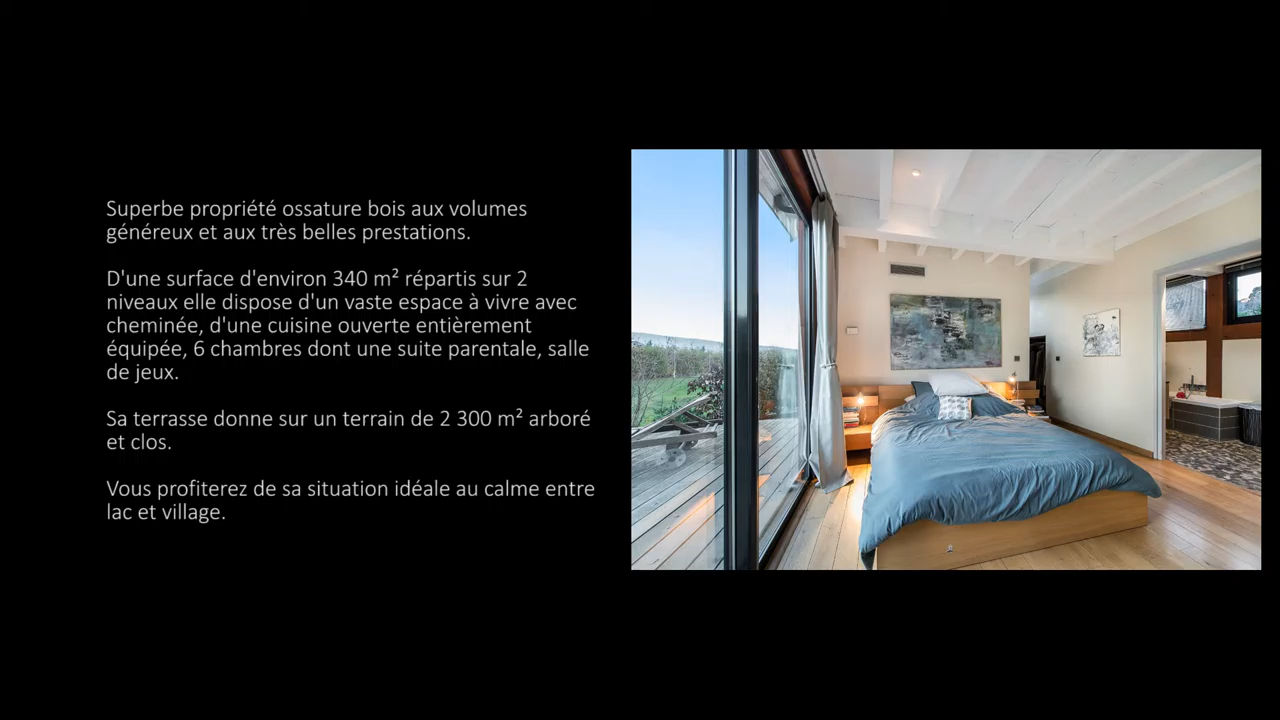 Superbe propriété ossature bois aux volumes
généreux et aux très belles prestations.
D'une surface d'environ 340 m² répartis sur 2
niveaux elle dispose d'un vaste espace à vivre avec
cheminée, d'une cuisine ouverte entièrement
équipée, 6 chambres dont une suite parentale, salle
de jeux.
Sa terrasse donne sur un terrain de 2 300 m² arboré
et clos.
Vous profiterez de sa situation idéale au calme entre
lac et village.